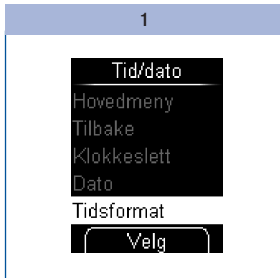 1
Tid/dato
Hovedmeny
Tilbake
Klokkeslett
Dato
Tidsformat
Velg